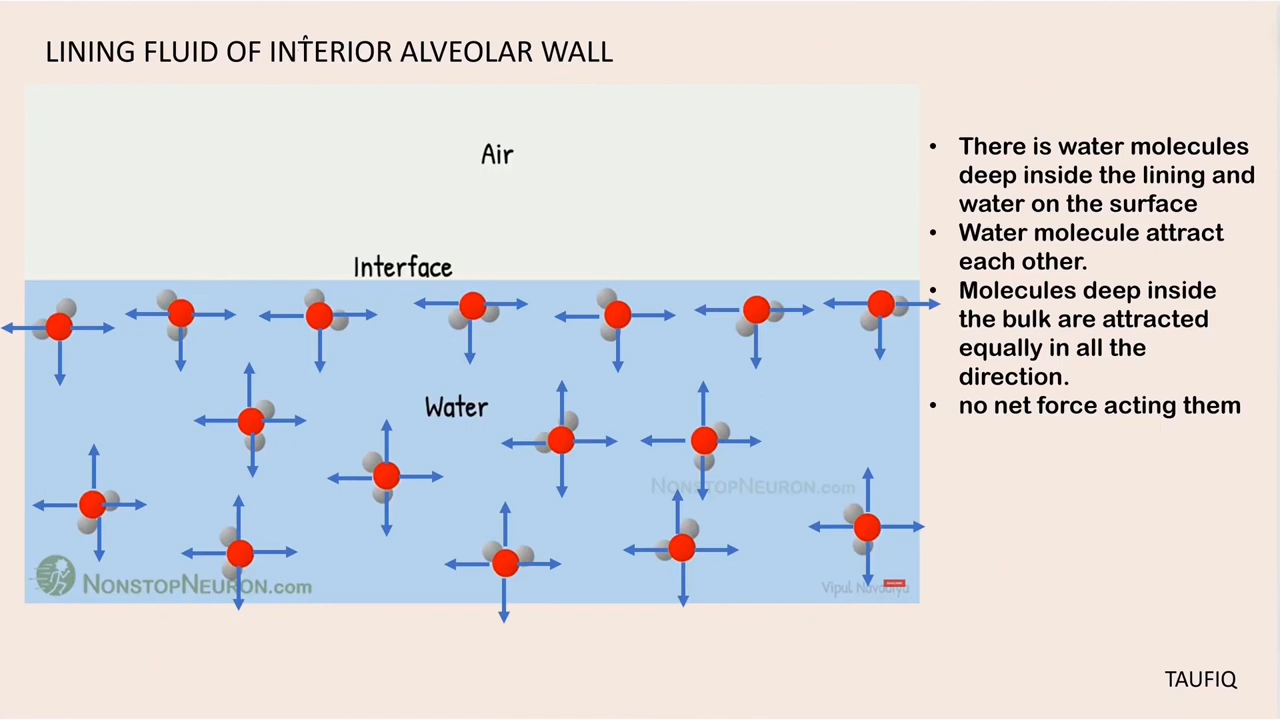 LINING FLUID OF INTERIOR ALVEOLAR WALL
Air
Interface
Water
NONSTOPNEURON.com
NONSTOPNEURON.com
Vipul Navadiya
• There is water molecules
deep inside the lining and
water on the surface
• Water molecule attract
each other.
• Molecules deep inside
the bulk are attracted
equally in all the
direction.
• no net force acting them
TAUFIQ